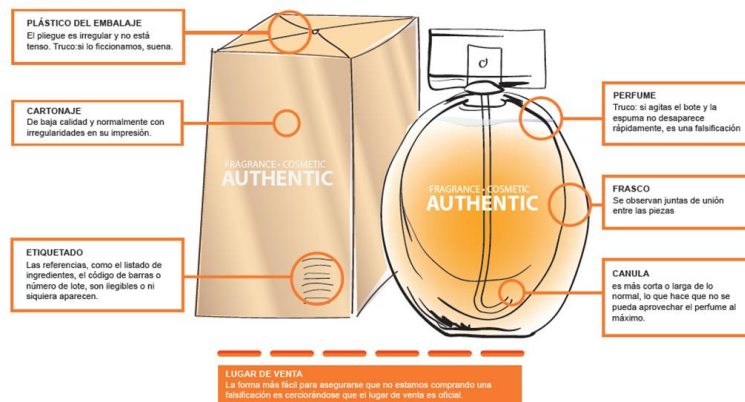 PLÁSTICO DEL EMBALAJE
El pliegue es irregular y no está
tenso. Truco:si lo ficcionamos, suena.
CARTONAJE
De baja calidad y normalmente con
irregularidades en su impresión.
ETIQUETADO
Las referencias, como el listado de
ingredientes, el código de barras o
número de lote, son ilegibles o ni
siquiera aparecen.
FRAGRANCE • COSMETIC
AUTHENTIC
FRAGRANCE • COSMETIC
AUTHENTIC
PERFUME
Truco: si agitas el bote y la
espuma no desaparece
rápidamente, es una falsificación
FRASCO
Se observan juntas de unión
entre las piezas
CANULA
es más corta o larga de lo
normal, lo que hace que no se
pueda aprovechar el perfume al
máximo.
LUGAR DE VENTA
La forma más fácil para asegurarse que no estamos comprando una
falsificación es cerciorándose que el lugar de venta es oficial.